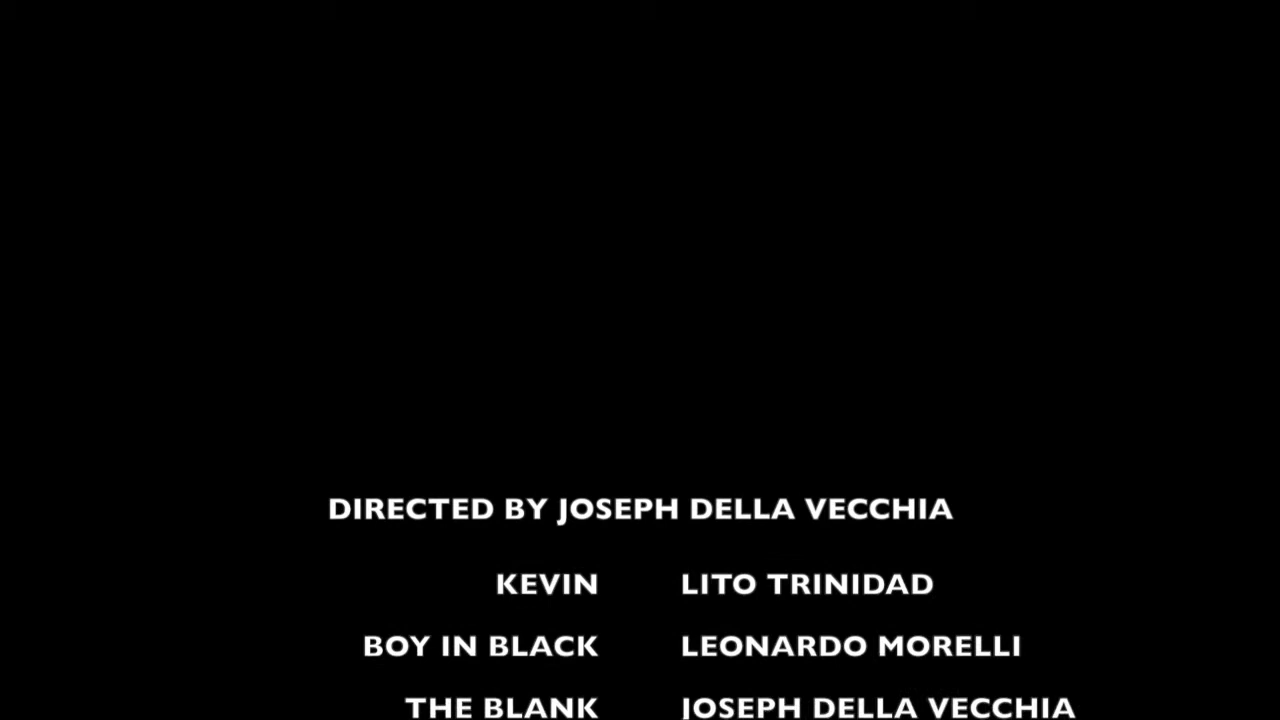 DIRECTED BY JOSEPH DELLA VECCHIA
KEVIN LITO TRINIDAD
BOY IN BLACK LEONARDO MORELLI
THE BLANK JOSEPH DELLA VECCHIA